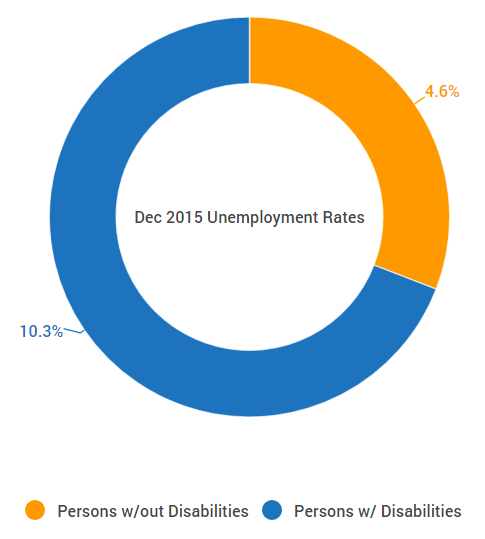 4.6%
Dec 2015 Unemployment Rates
10.3%
Persons w/out Disabilities
Persons w/ Disabilities